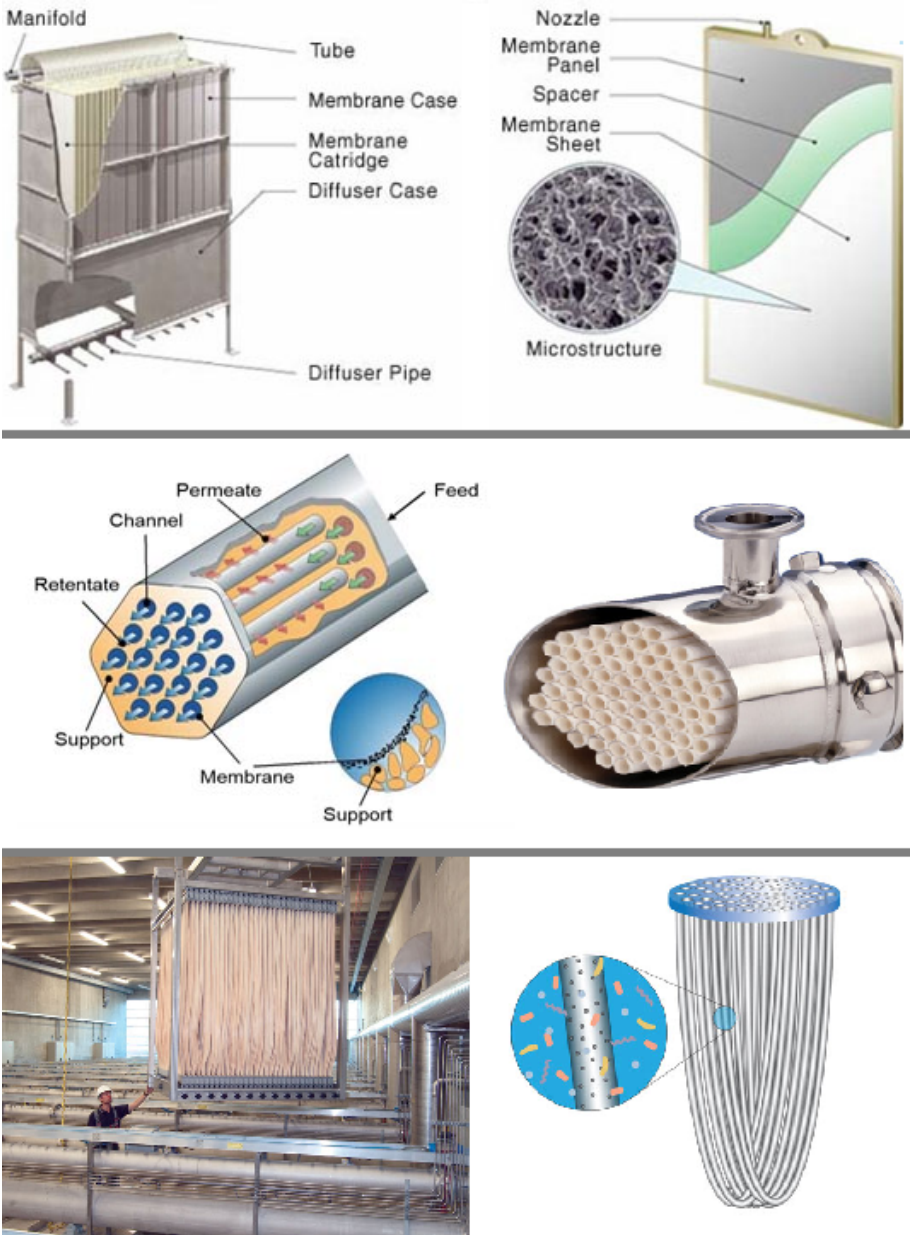 Manifold
Tube
Membrane Case
Membrane
Catridge
Diffuser Case
Diffuser Pipe
Nozzle
Membrane
Panel
Spacer
Membrane
Sheet
Microstructure
Permeate
Feed
Channel
Retentate
Support
Membrane
Support